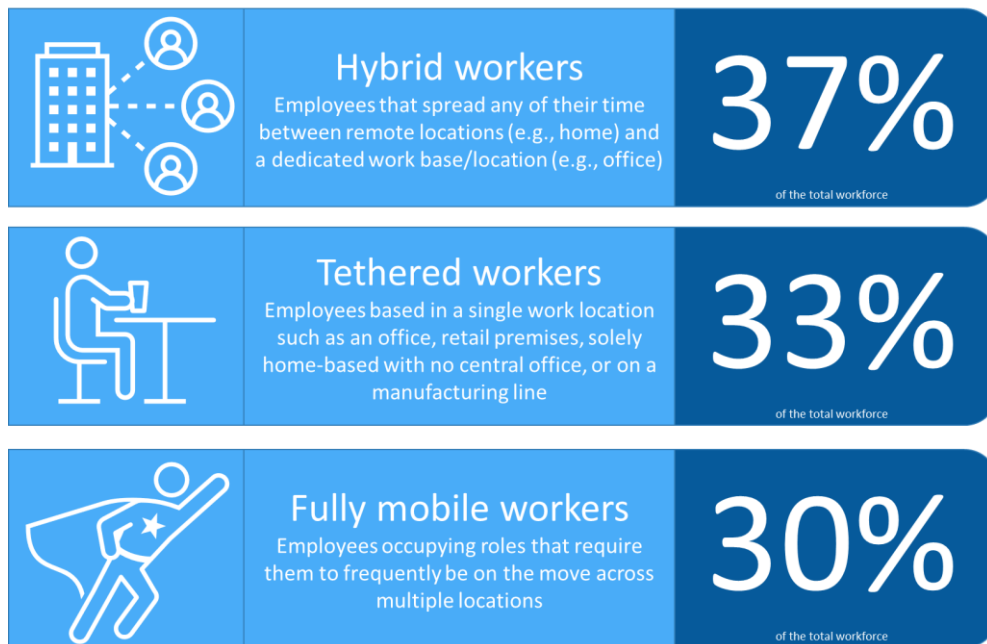 Hybrid workers
Employees that spread any of their time
between remote locations (e.g., home) and
a dedicated work base/location (e.g., office)
37%
of the total workforce
Tethered workers
Employees based in a single work location
such as an office, retail premises, solely
home-based with no central office, or on a
manufacturing line
33%
of the total workforce
Fully mobile workers
Employees occupying roles that require
them to frequently be on the move across
multiple locations
30%
of the total workforce